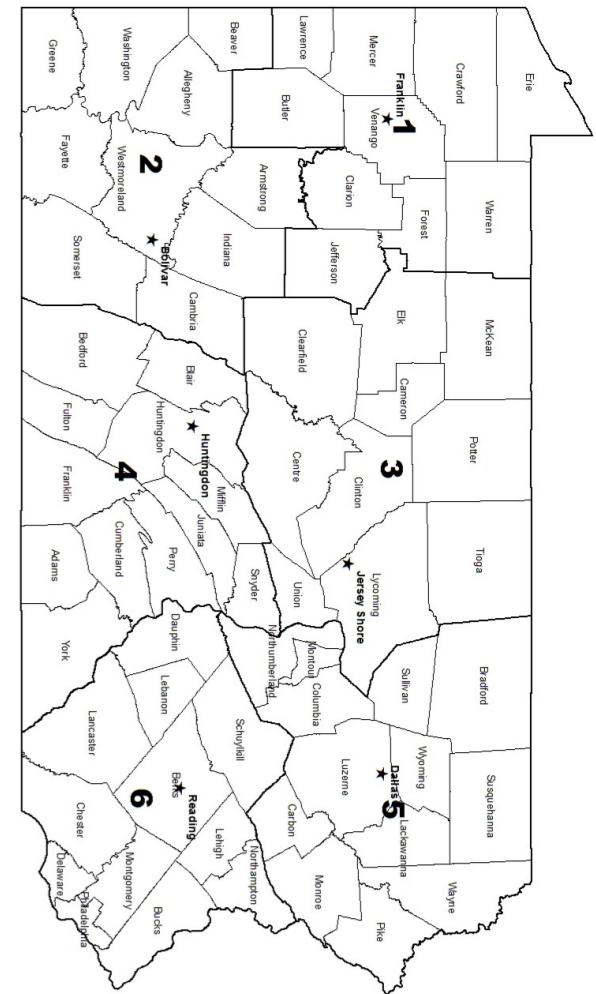 Erie
Crawford
Warren
McKean
Potter
Tioga
Bradford
Susquehanna
Wayne
Mercer
Franklin
1
Venango
Forest
Elk
Cameron
3
Clinton
Lycoming
Jersey Shore
Sullivan
Wyoming
Dallas
5
Lackawanna
Pike
Lawrence
Butler
Clarion
Jefferson
Clearfield
Centre
Union
Montour
Northumberland
Columbia
Luzerne
Carbon
Monroe
Beaver
Allegheny
Armstrong
Indiana
Cambria
Blair
Huntingdon
Huntingdon
Mifflin
Juniata
Snyder
Schuylkill
Northampton
Lehigh
Washington
2
Westmoreland
Bolivar
4
Perry
Dauphin
Lebanon
Berks
Reading
6
Montgomery
Bucks
Greene
Fayette
Somerset
Bedford
Fulton
Franklin
Cumberland
Adams
York
Lancaster
Chester
Delaware
Philadelphia